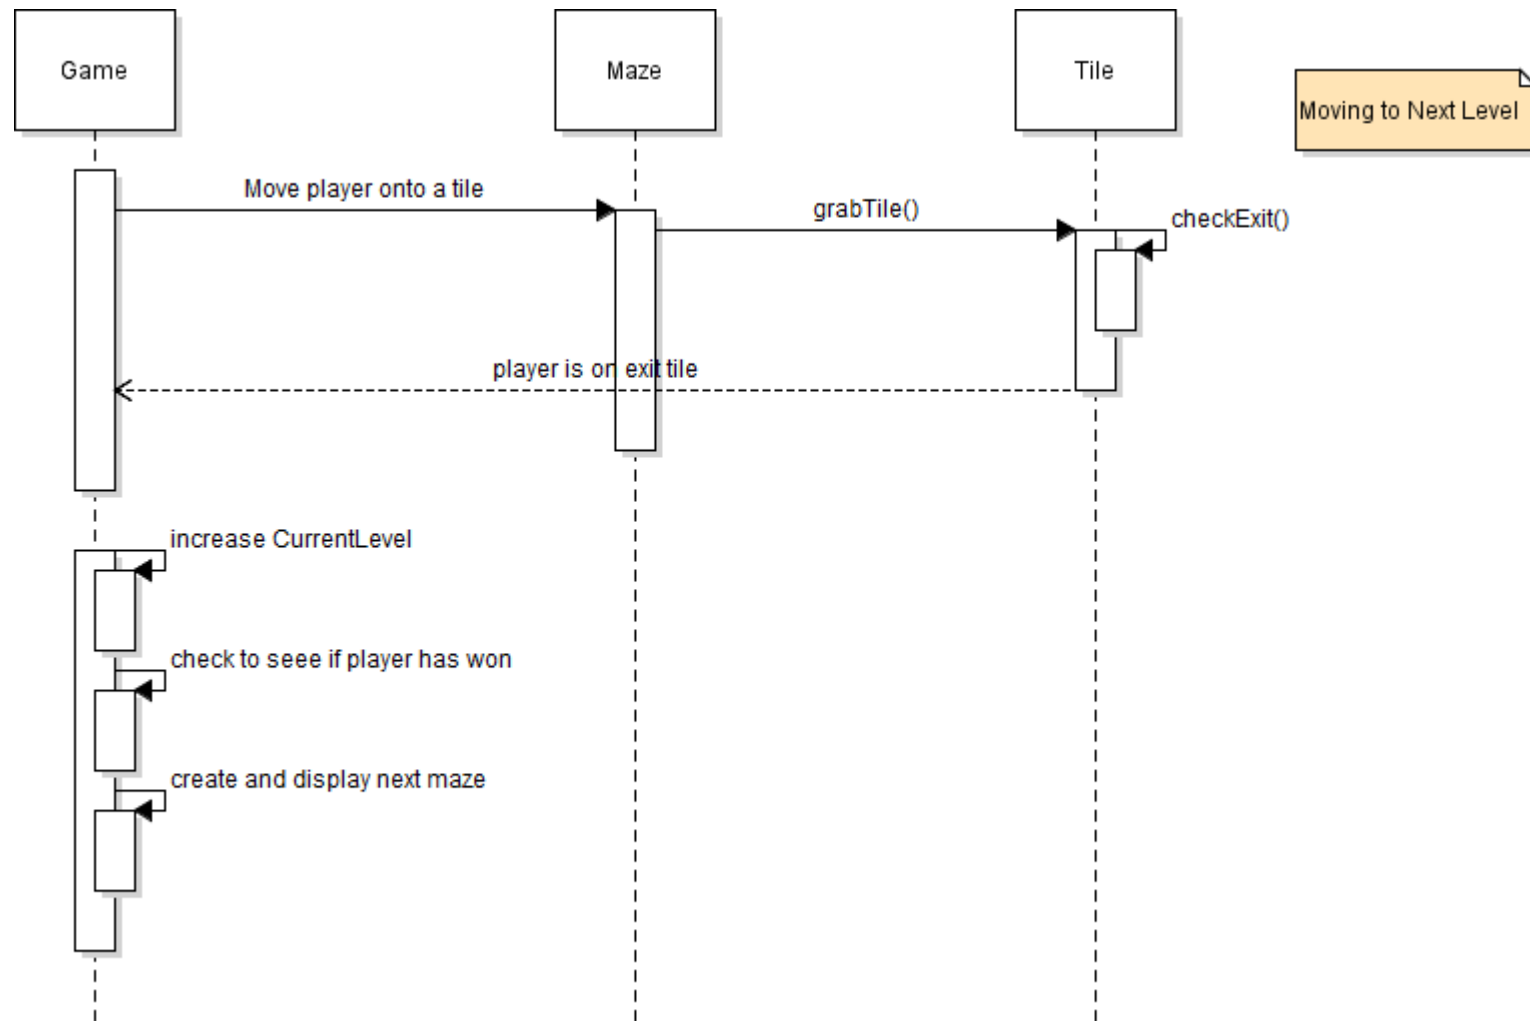 Game
Maze
Tile
Moving to Next Level
Move player onto a tile
grabTile()
checkExit()
player is on exit tile
increase CurrentLevel
check to seee if player has won
create and display next maze